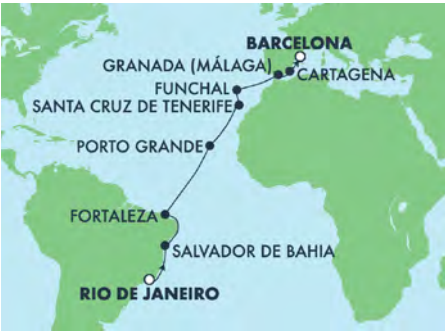 BARCELONA
GRANADA (MÁLAGA)
CARTAGENA
FUNCHAL
SANTA CRUZ DE TENERIFE
PORTO GRANDE
FORTALEZA
SALVADOR DE BAHIA
RIO DE JANEIRO